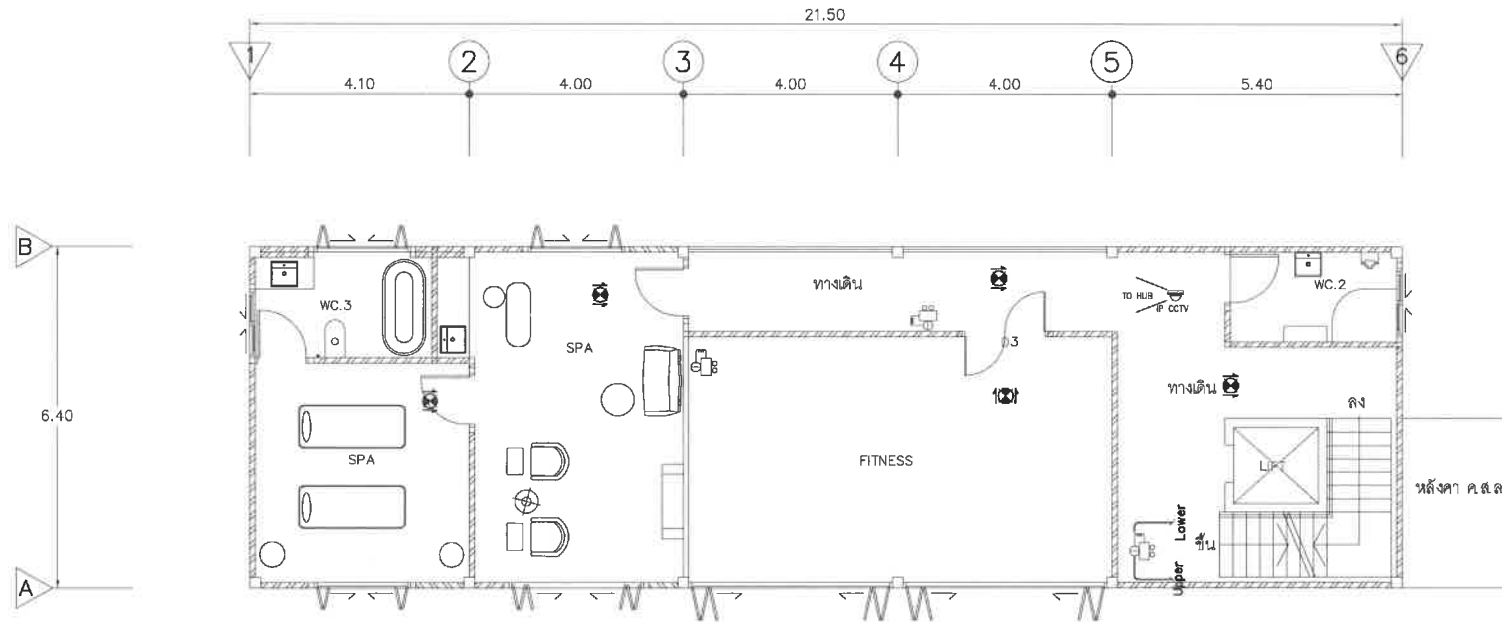 21.50
1
2
3
4
5
6
4.10
4.00
4.00
4.00
5.40
B
WC.3
ทางเดิน
TO HUB
IP CCTV
WC.2
SPA
3
6.40
ทางเดิน
ลง
SPA
FITNESS
LIFT
หลังคา ค.ส.ล
Lower
ขึ้น
Upper
A